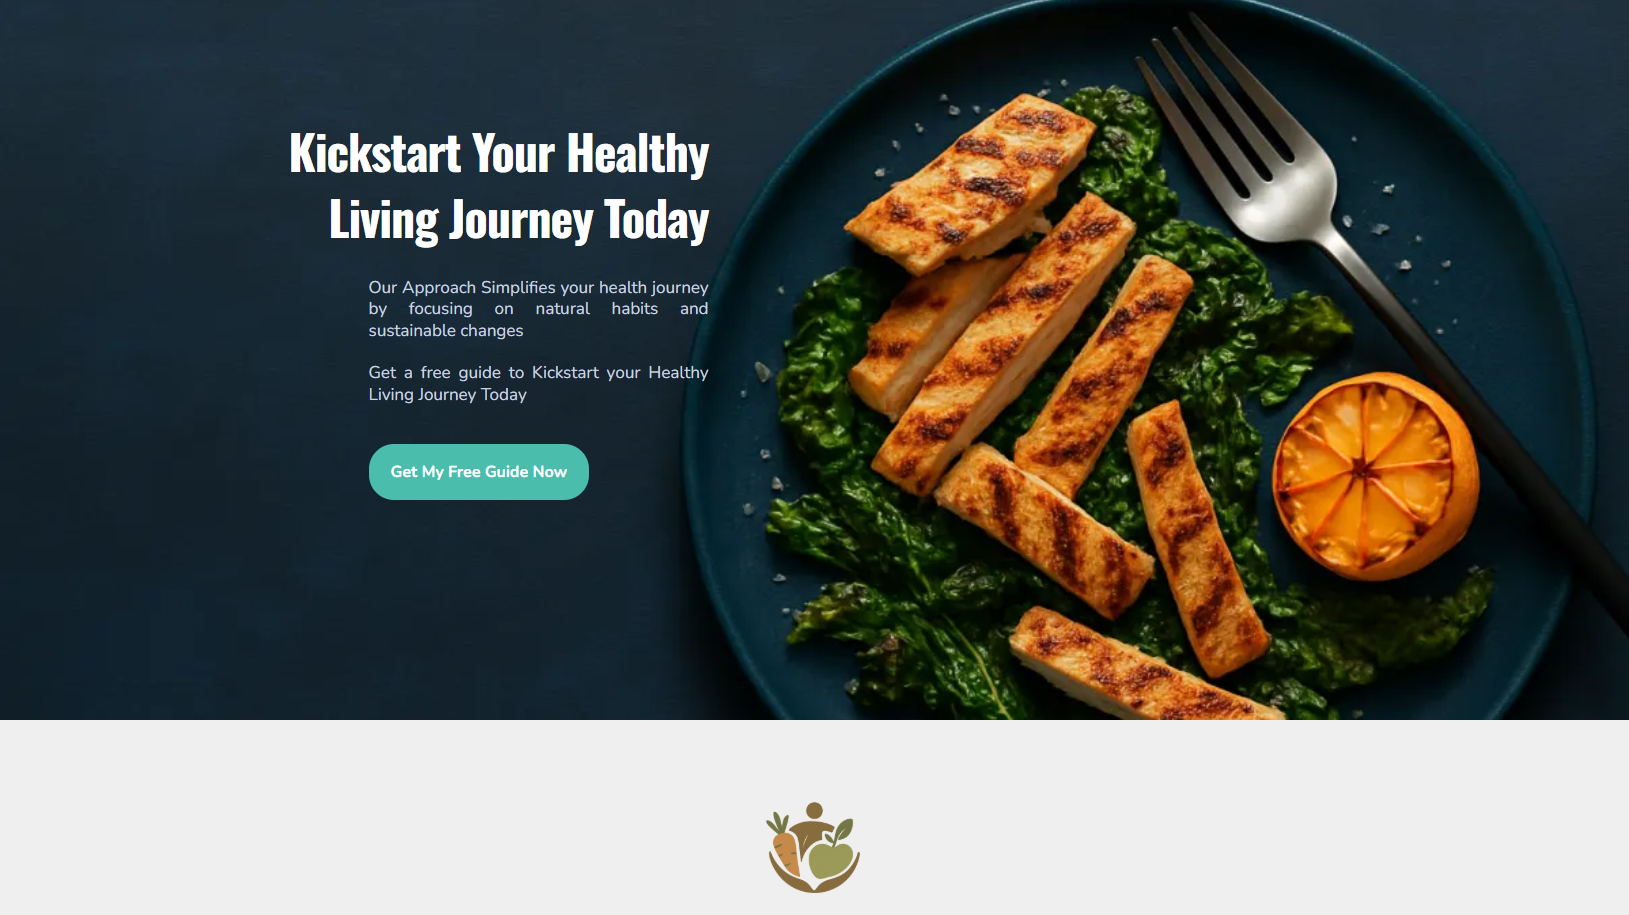 Kickstart Your Healthy
Living Journey Today
Our Approach Simplifies your health journey
by focusing on natural habits and
sustainable changes
Get a free guide to Kickstart your Healthy
Living Journey Today
Get My Free Guide Now